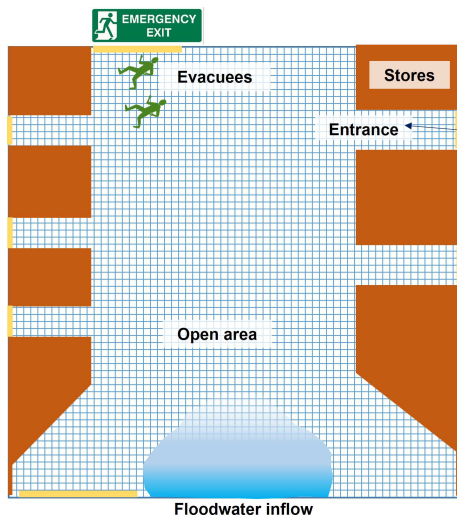 EMERGENCY
EXIT
Evacuees
Stores
Entrance
Open area
Floodwater inflow